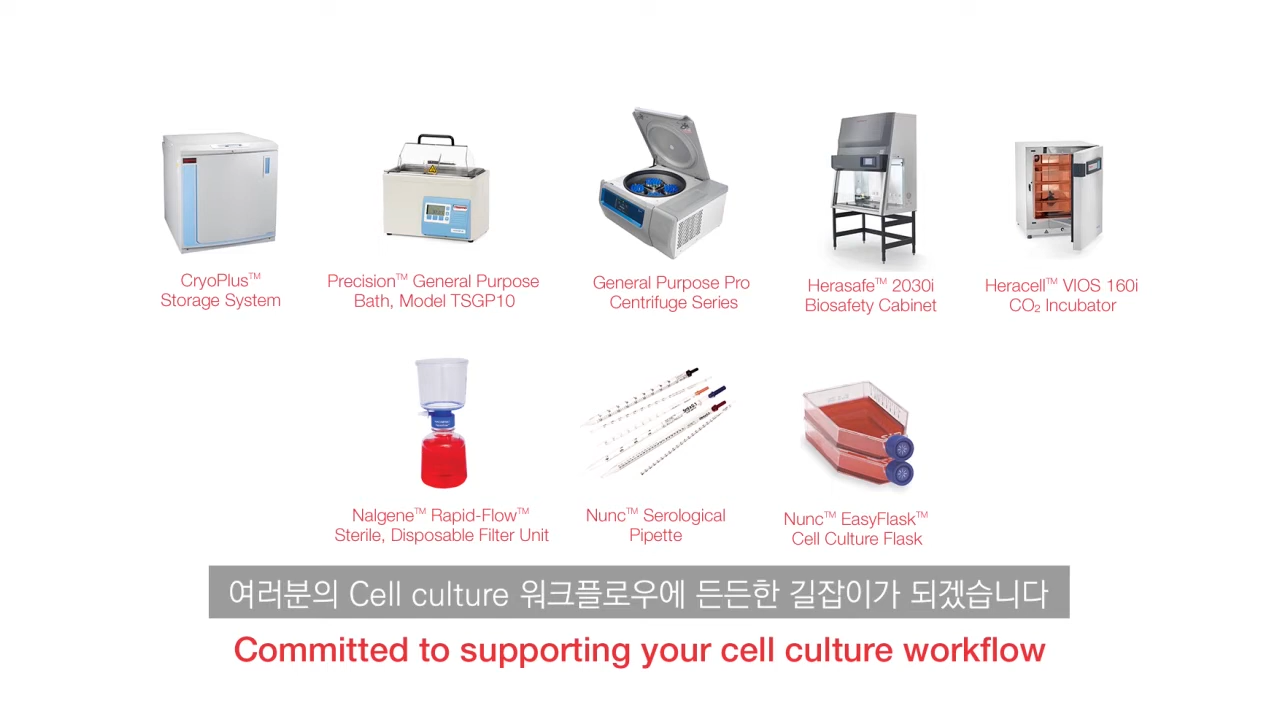 CryoPlus™
Storage System
Precision™ General Purpose
Bath, Model TSGP10
General Purpose Pro
Centrifuge Series
Herasafe™ 2030i
Biosafety Cabinet
Heracell™ VIOS 160i
CO₂ Incubator
Nalgene™ Rapid-Flow™
Sterile, Disposable Filter Unit
Nunc™ Serological
Pipette
Nunc™ EasyFlask™
Cell Culture Flask
여러분의 Cell culture 워크플로우에 든든한 길잡이가 되겠습니다
Committed to supporting your cell culture workflow